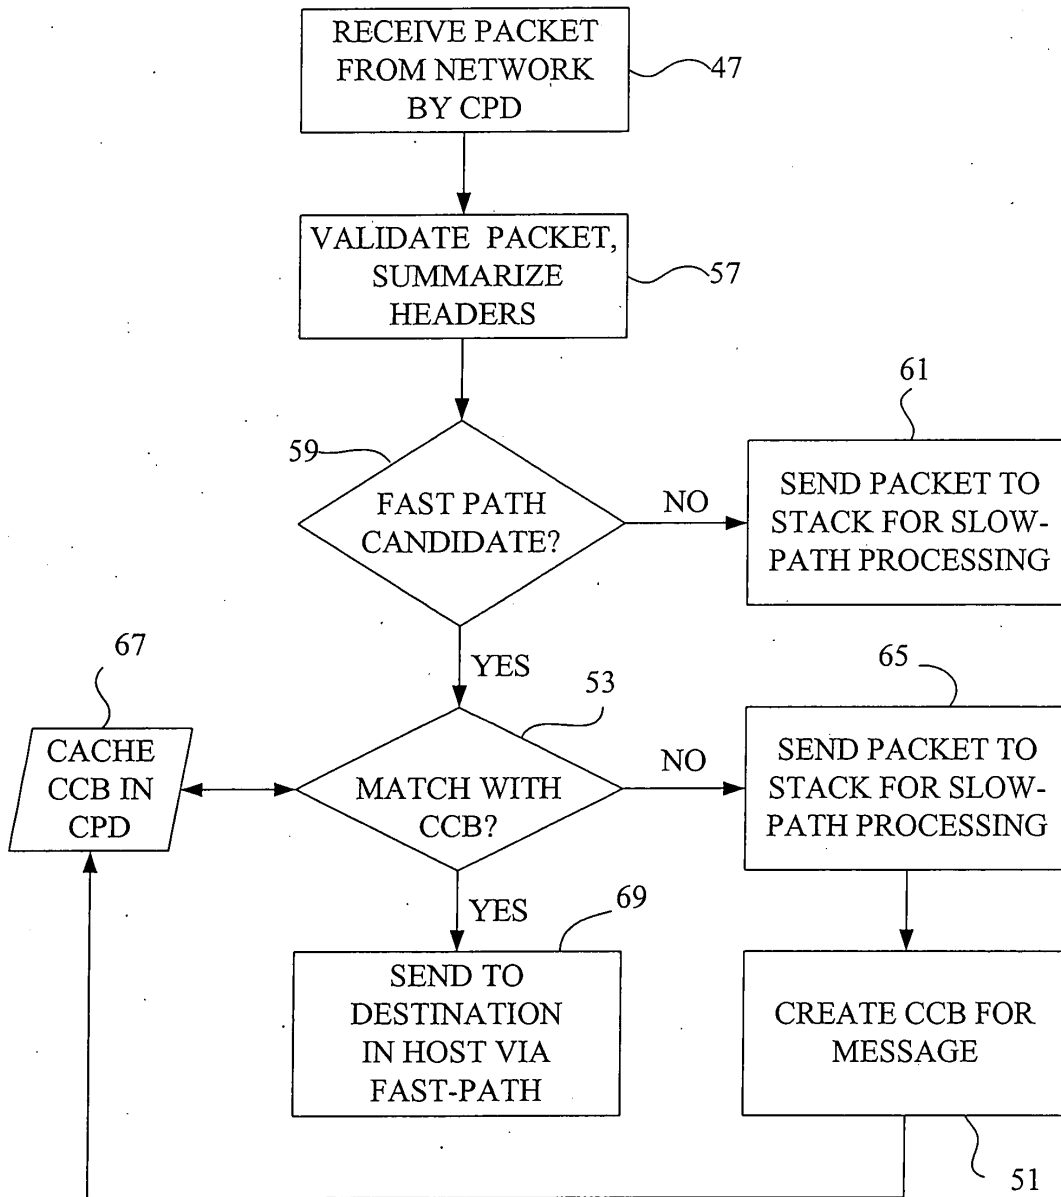 RECEIVE PACKET
FROM NETWORK
BY CPD
47
VALIDATE PACKET,
SUMMARIZE
HEADERS
57
59
FAST PATH
CANDIDATE?
NO
61
SEND PACKET TO
STACK FOR SLOW-
PATH PROCESSING
YES
67
CACHE
CCB IN
CPD
53
MATCH WITH
CCB?
NO
65
SEND PACKET TO
STACK FOR SLOW-
PATH PROCESSING
YES
69
SEND TO
DESTINATION
IN HOST VIA
FAST-PATH
CREATE CCB FOR
MESSAGE
51